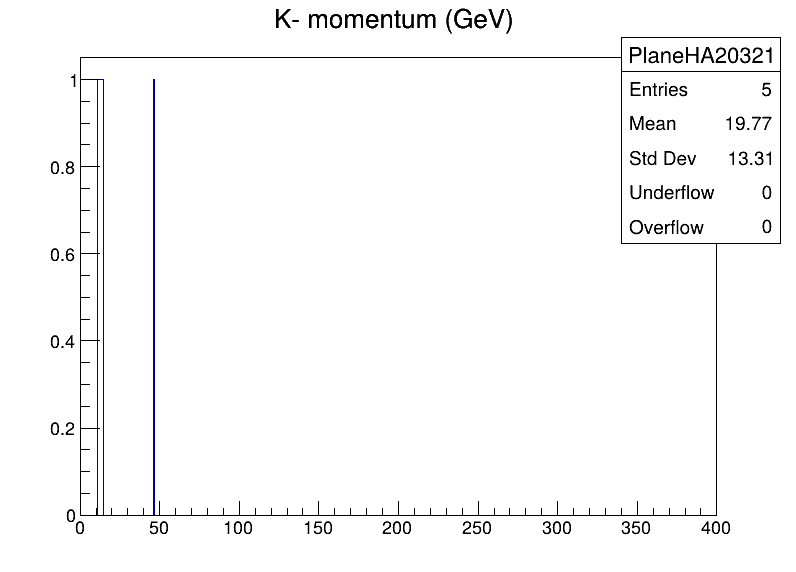 K- momentum (GeV)
PlaneHA20321
Entries 5
Mean 19.77
Std Dev 13.31
Underflow 0
Overflow 0
1
0.8
0.6
0.4
0.2
0
0 50 100 150 200 250 300 350 400